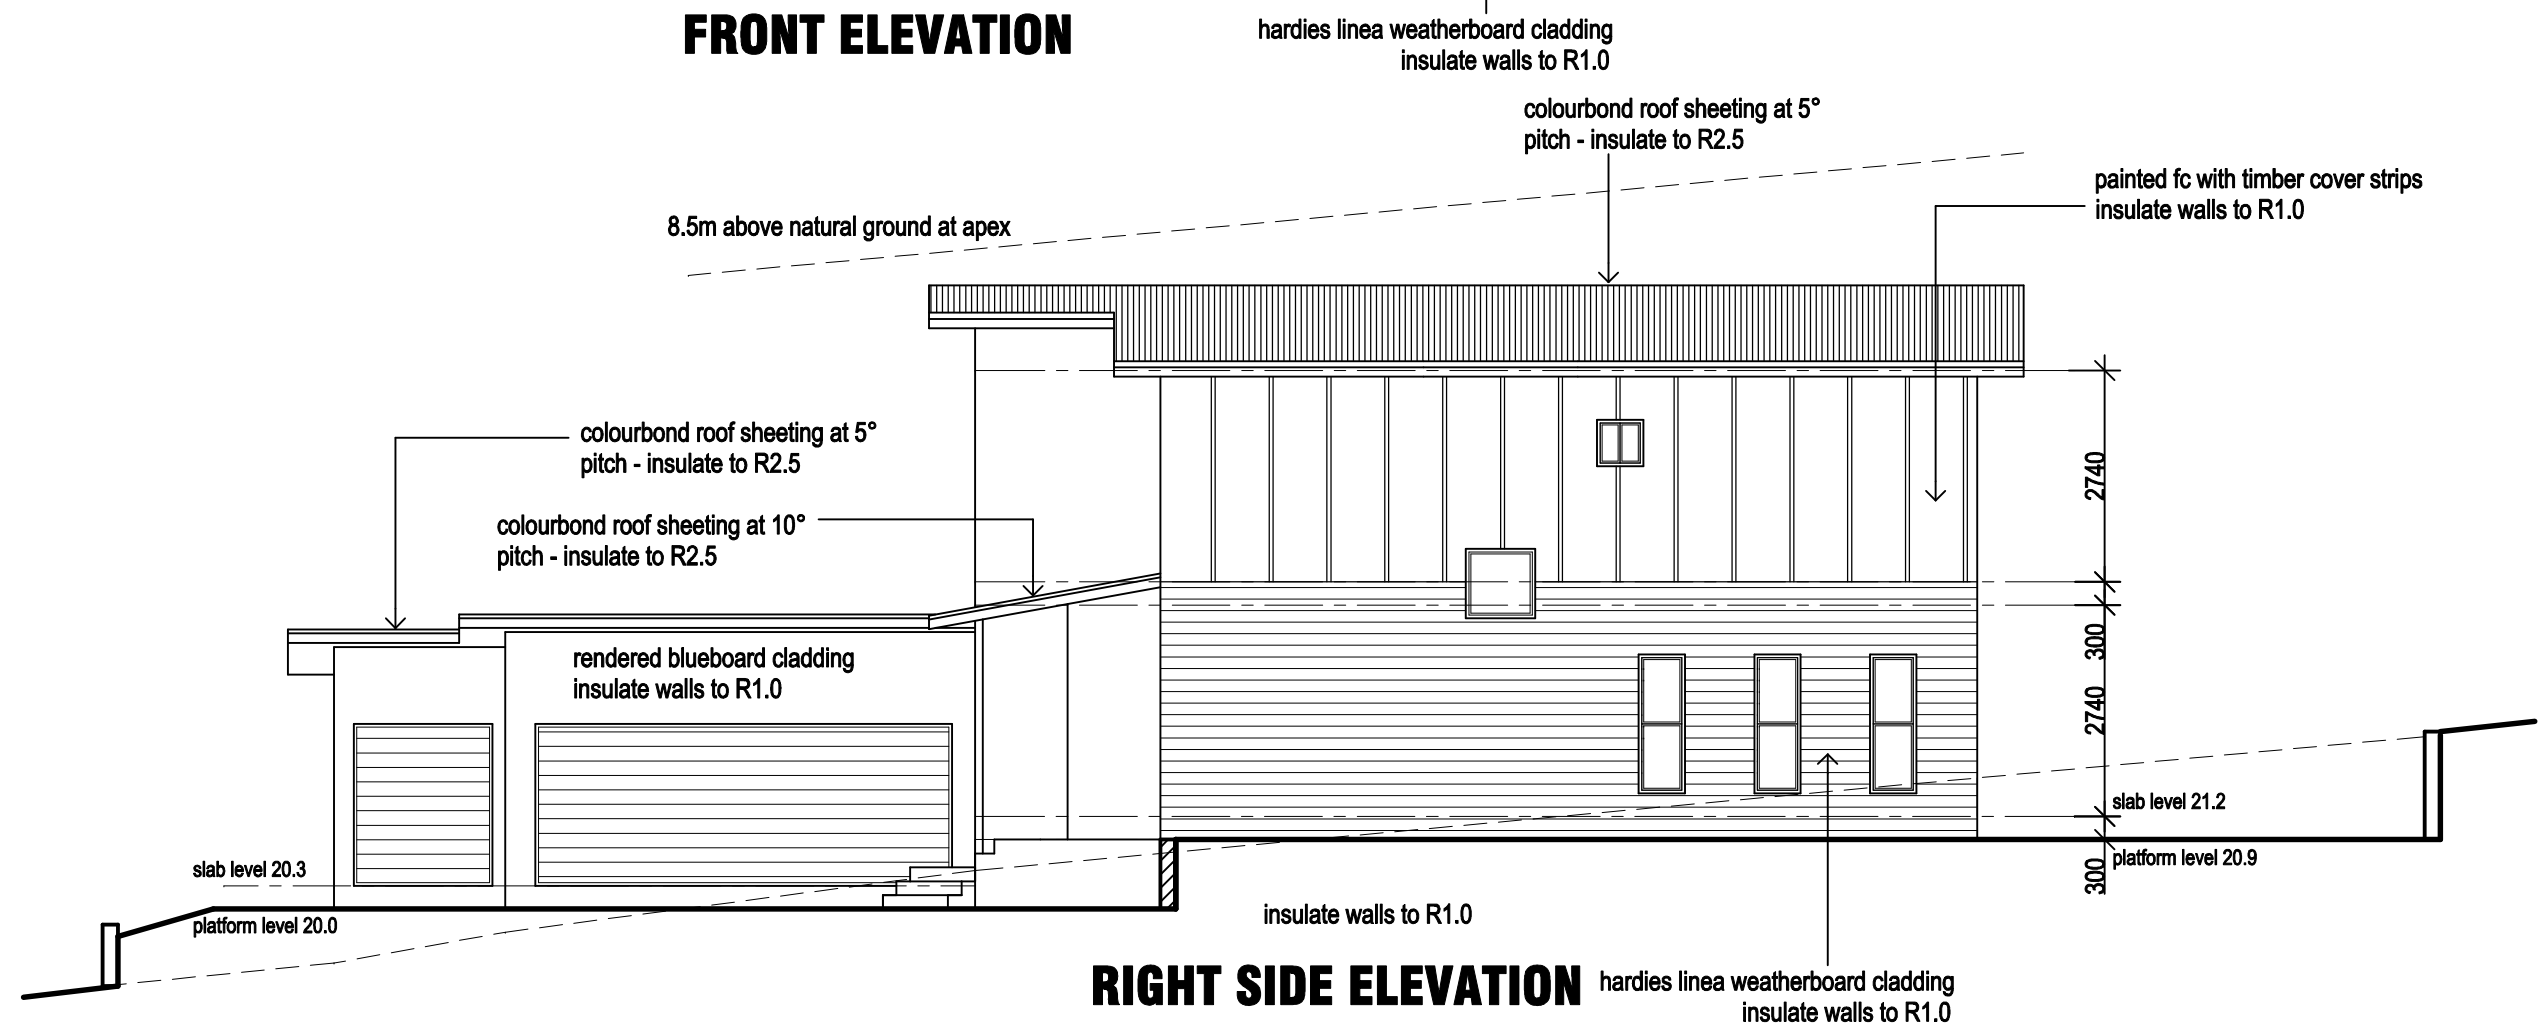 FRONT ELEVATION
hardies linea weatherboard cladding
insulate walls to R1.0
colourbond roof sheeting at 5°
pitch - insulate to R2.5
painted fc with timber cover strips
insulate walls to R1.0
8.5m above natural ground at apex
colourbond roof sheeting at 5°
pitch - insulate to R2.5
2740
colourbond roof sheeting at 10°
pitch - insulate to R2.5
300
rendered blueboard cladding
insulate walls to R1.0
2740
slab level 21.2
platform level 20.9
300
slab level 20.3
platform level 20.0
insulate walls to R1.0
RIGHT SIDE ELEVATION
hardies linea weatherboard cladding
insulate walls to R1.0